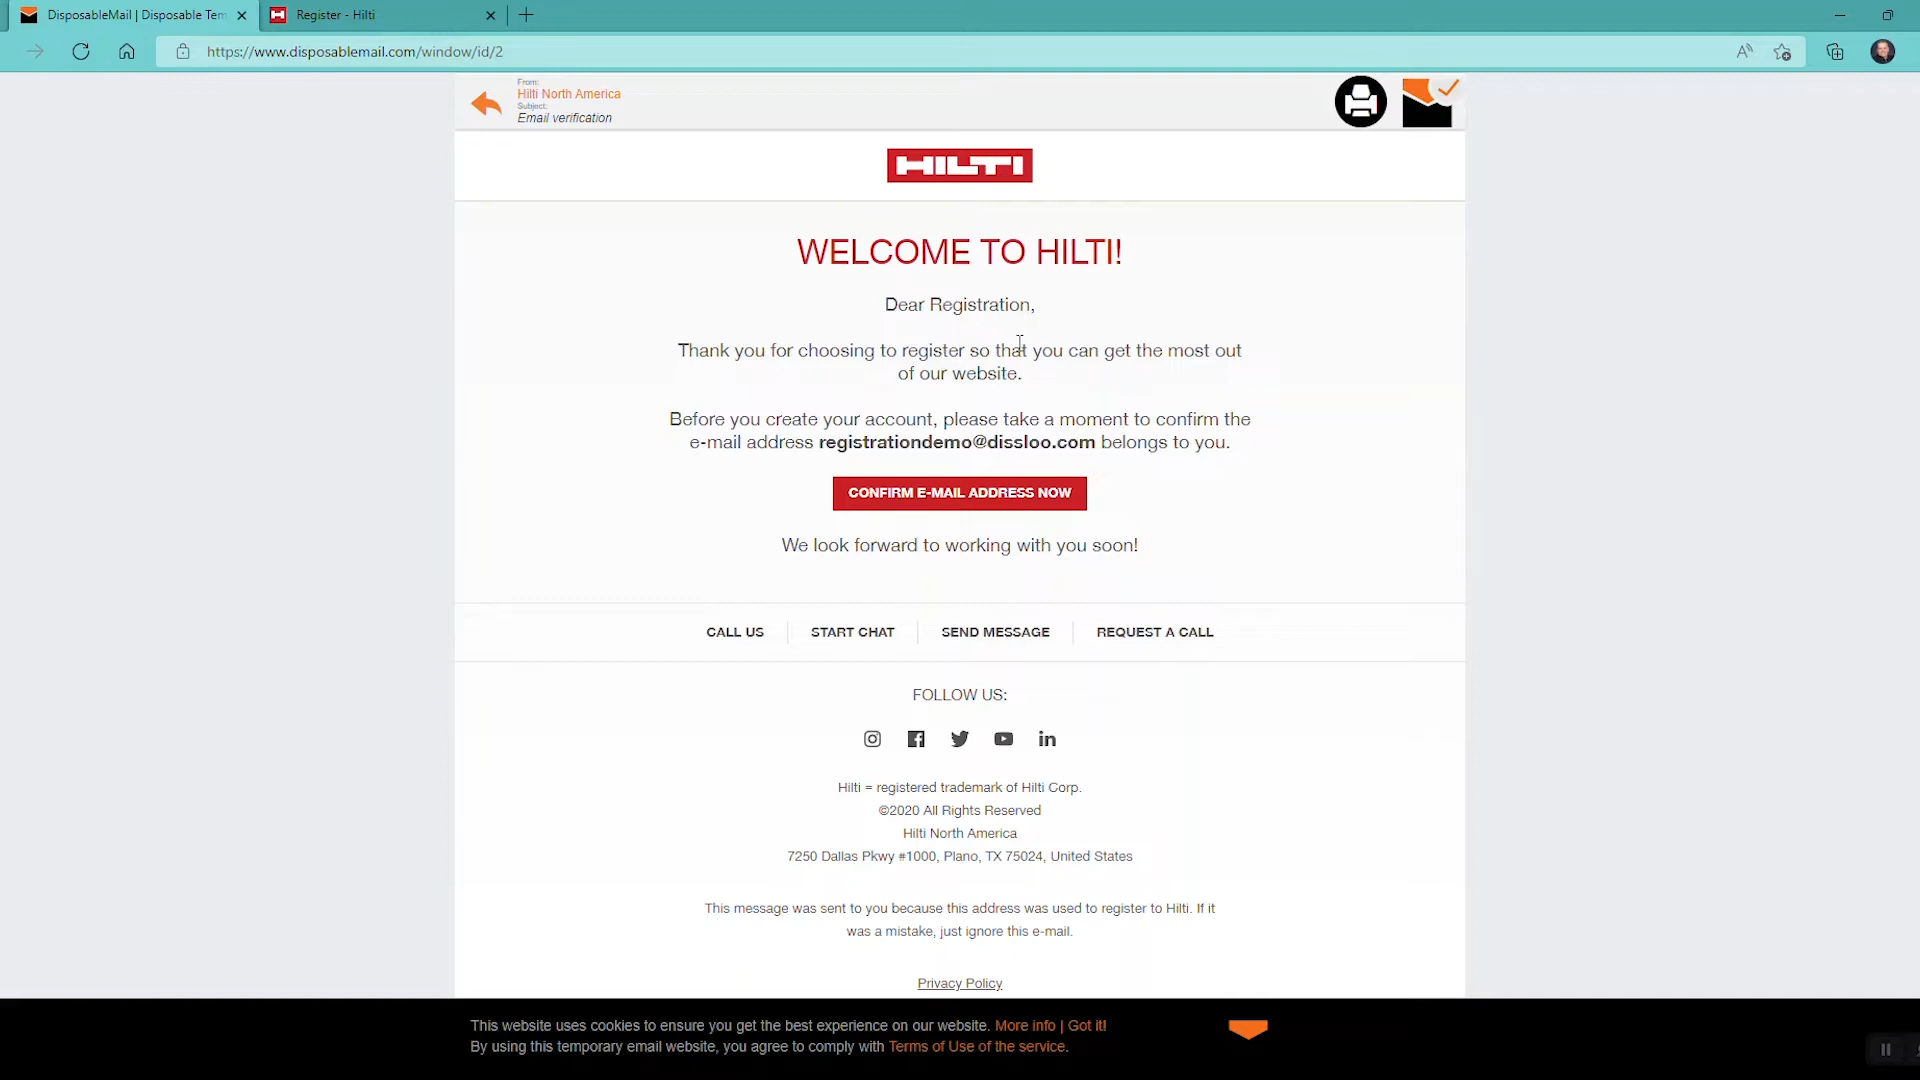 DisposableMail | Disposable Tem
Register - Hilti
https://www.disposablemail.com/window/id/2
From:
Hilti North America
Subject:
Email verification
HILTI
WELCOME TO HILTI!
Dear Registration,
Thank you for choosing to register so that you can get the most out
of our website.
Before you create your account, please take a moment to confirm the
e-mail address registrationdemo@dissloo.com belongs to you.
CONFIRM E-MAIL ADDRESS NOW
We look forward to working with you soon!
CALL US
START CHAT
SEND MESSAGE
REQUEST A CALL
FOLLOW US:
Hilti = registered trademark of Hilti Corp.
©2020 All Rights Reserved
Hilti North America
7250 Dallas Pkwy #1000, Plano, TX 75024, United States
This message was sent to you because this address was used to register to Hilti. If it
was a mistake, just ignore this e-mail.
Privacy Policy
This website uses cookies to ensure you get the best experience on our website. More info | Got it!
By using this temporary email website, you agree to comply with Terms of Use of the service.